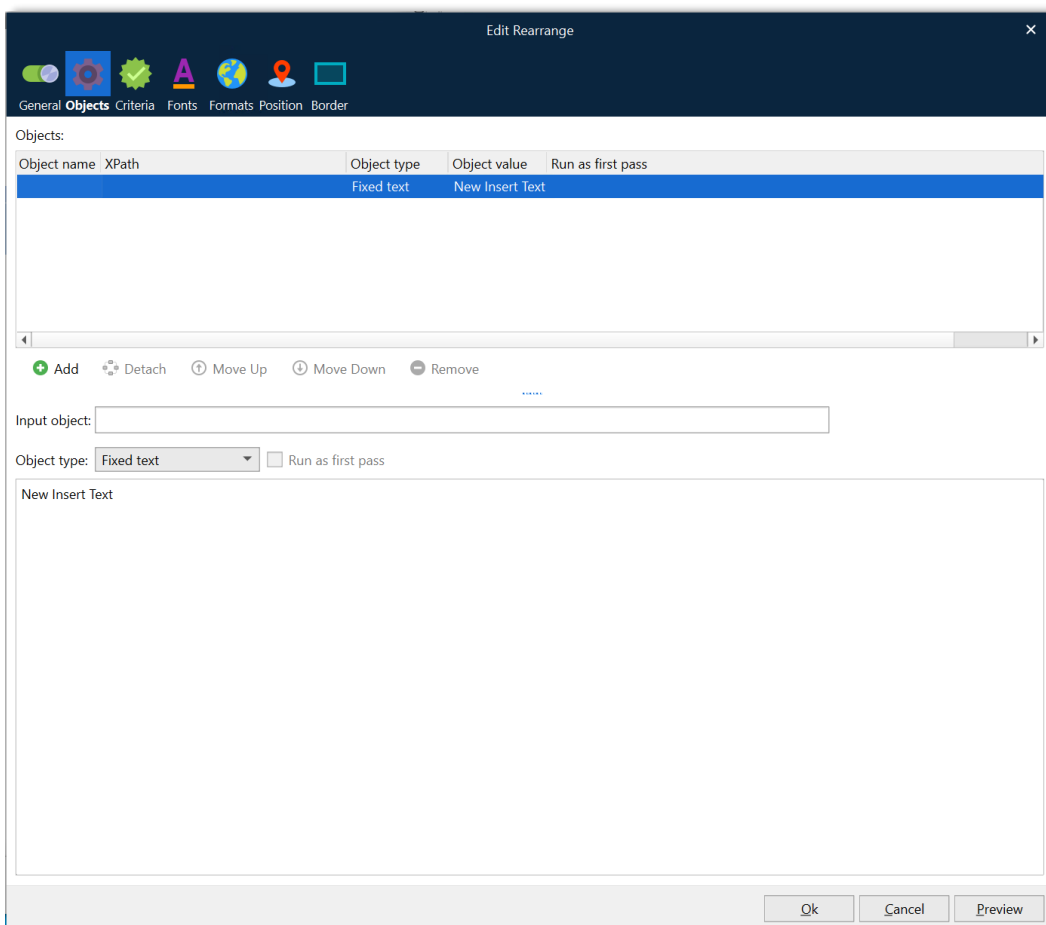 Edit Rearrange
General Objects Criteria Fonts Formats Position Border
Objects:
Object name XPath Object type Object value Run as first pass
Fixed text New Insert Text
Add Detach Move Up Move Down Remove
Input object:
Object type: Fixed text Run as first pass
New Insert Text
Ok Cancel Preview